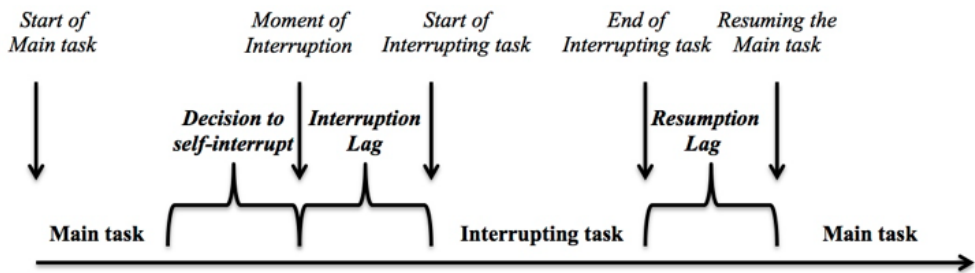 Start of
Main task
Moment of
Interruption
Start of
Interrupting task
End of
Interrupting task
Resuming the
Main task
Decision to
self-interrupt
Interruption
Lag
Resumption
Lag
Main task
Interrupting task
Main task